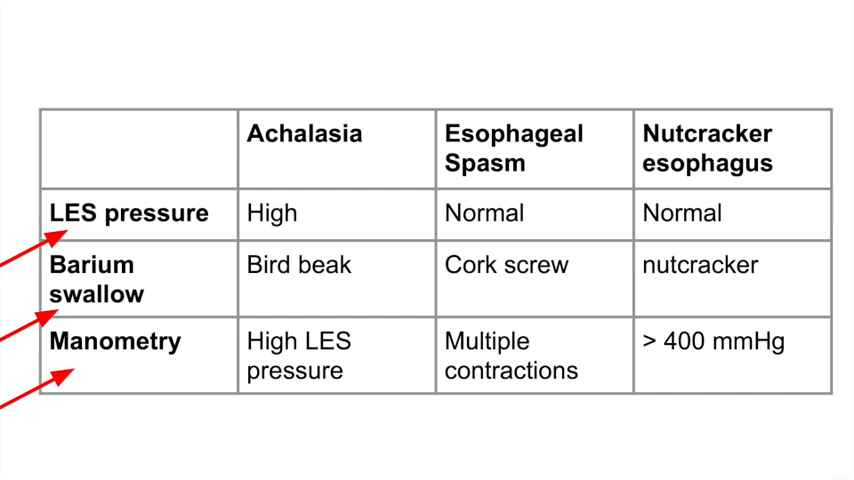 Achalasia
Esophageal
Spasm
Nutcracker
esophagus
LES pressure
High
Normal
Normal
Barium
swallow
Bird beak
Cork screw
nutcracker
Manometry
High LES
pressure
Multiple
contractions
> 400 mmHg